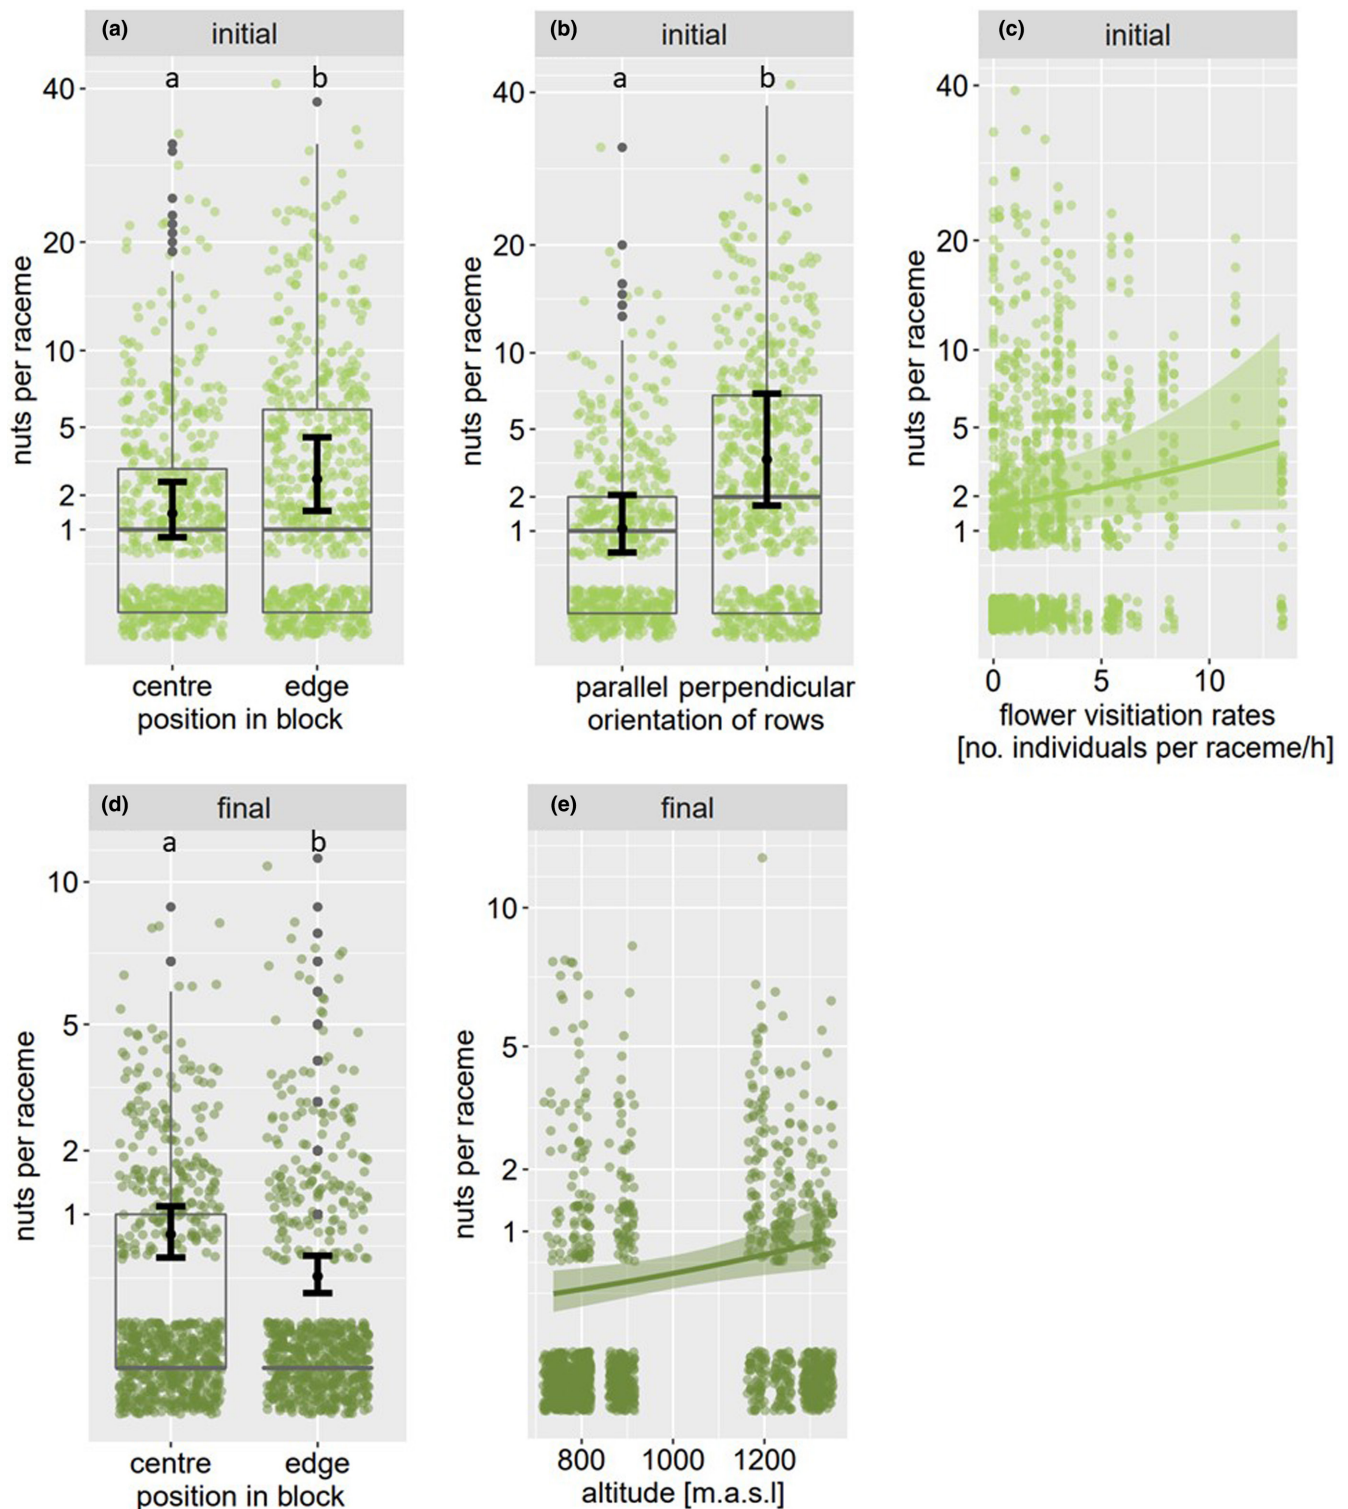 (a) initial
a b
40
20
10
5
2
1
nuts per raceme
centre edge
position in block
(b) initial
a b
40
20
10
5
2
1
nuts per raceme
parallel perpendicular
orientation of rows
(c) initial
40
20
10
5
2
1
nuts per raceme
0 5 10
flower visitiation rates
[no. individuals per raceme/h]
(d) final
a b
10
5
2
1
nuts per raceme
centre edge
position in block
(e) final
10
5
2
1
nuts per raceme
800 1000 1200
altitude [m.a.s.l]